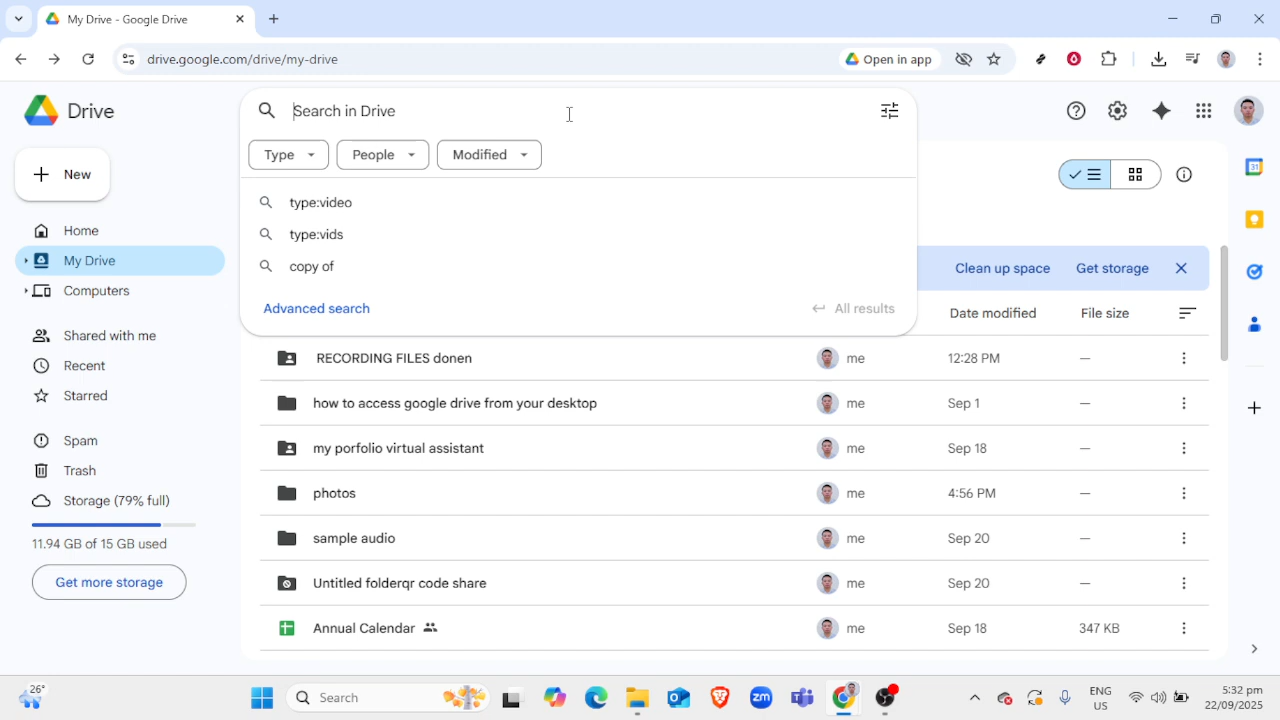 My Drive - Google Drive
drive.google.com/drive/my-drive
Open in app
Drive
Search in Drive
Type
People
Modified
New
type:video
type:vids
copy of
Advanced search
All results
Home
My Drive
Computers
Shared with me
Recent
Starred
Spam
Trash
Storage (79% full)
11.94 GB of 15 GB used
Get more storage
Clean up space
Get storage
Date modified
File size
RECORDING FILES donen
me
12:28 PM
—
how to access google drive from your desktop
me
Sep 1
—
my porfolio virtual assistant
me
Sep 18
—
photos
me
4:56 PM
—
sample audio
me
Sep 20
—
Untitled folderqr code share
me
Sep 20
—
Annual Calendar
me
Sep 18
347 KB
31
26°
Search
zm
ENG
US
5:32 pm
22/09/2025